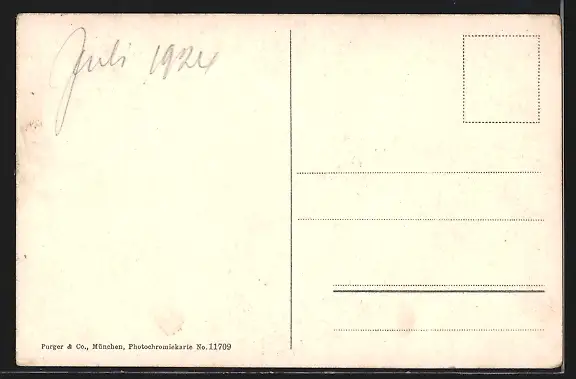 Juli 1924
Purger & Co., München, Photochromiekarte No. 11709